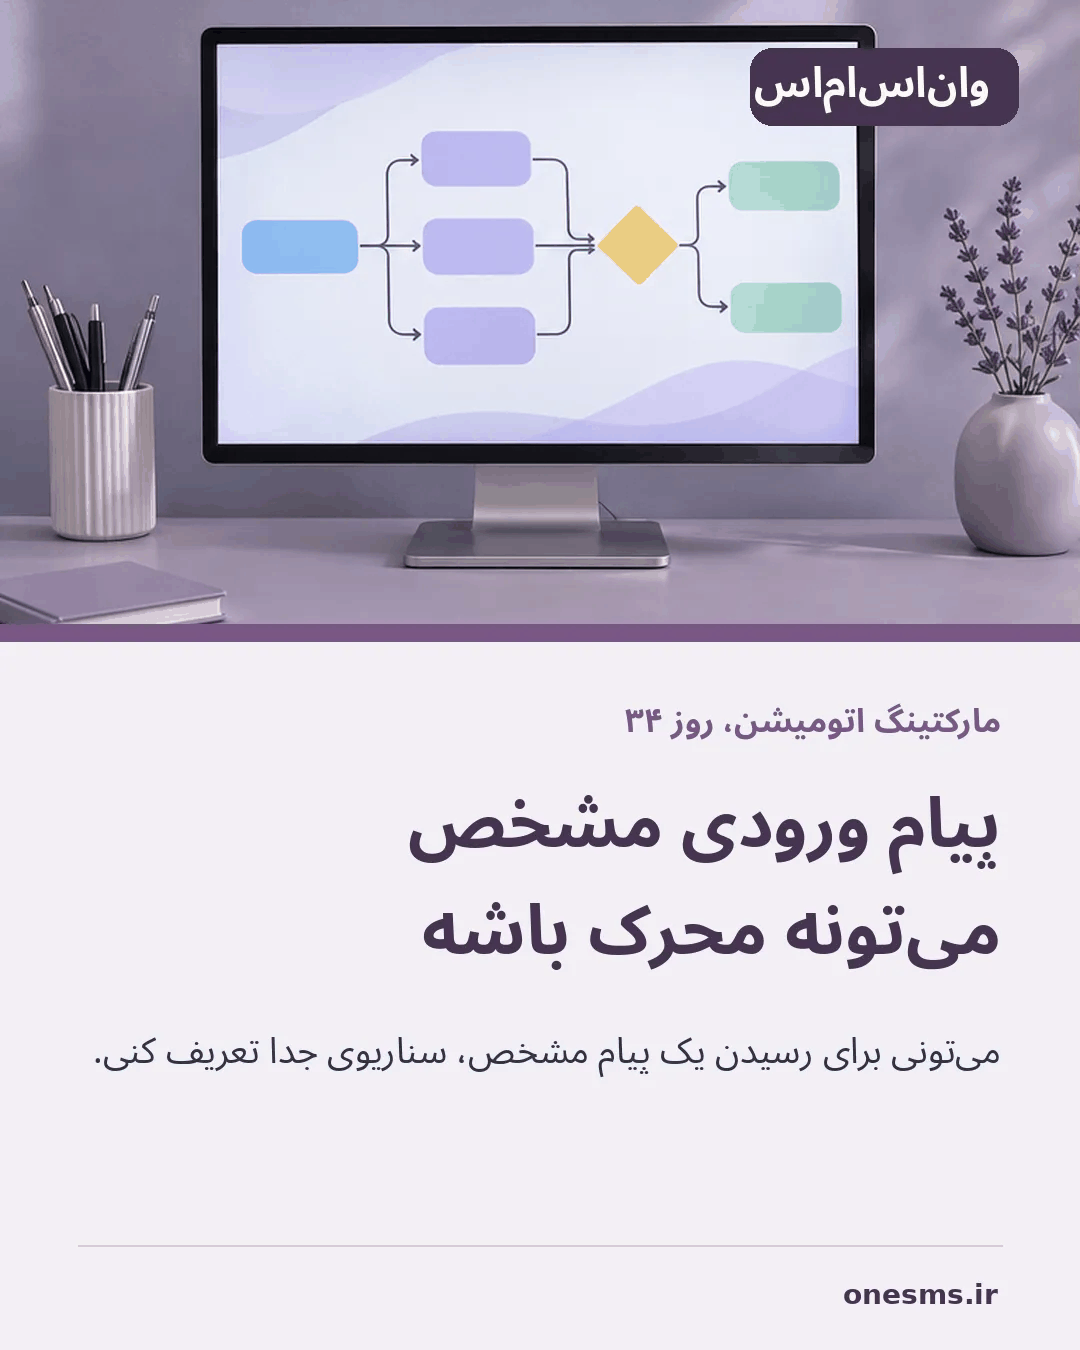 وان‌اس‌ام‌اس
مارکتینگ اتومیشن، روز ۳۴
پیام ورودی مشخص
می‌تونه محرک باشه
می‌تونی برای رسیدن یک پیام مشخص، سناریوی جدا تعریف کنی.
onesms.ir